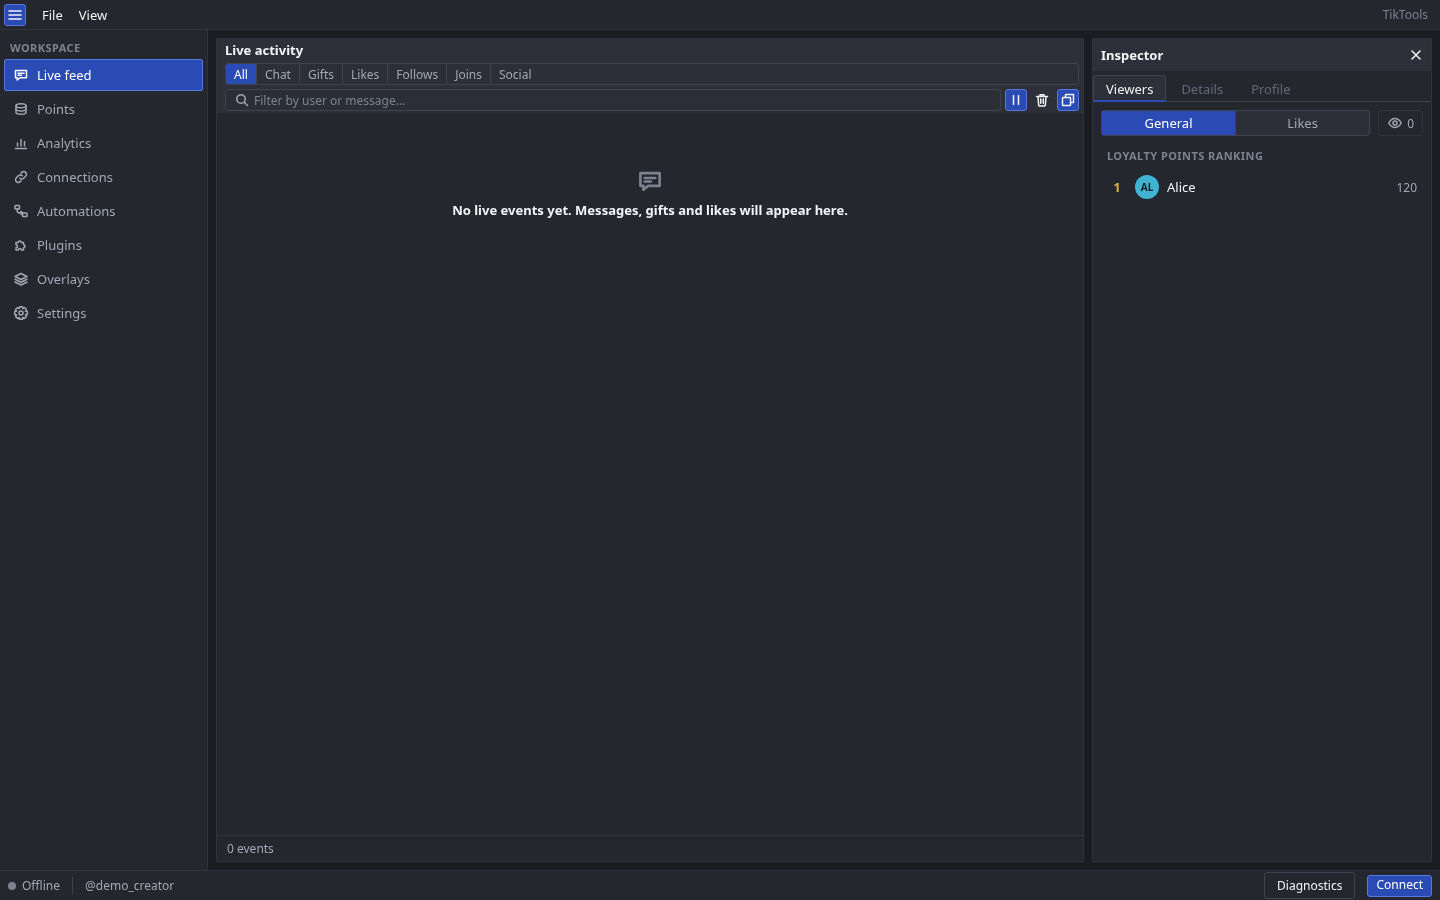 File View TikTools
WORKSPACE
Live feed
Points
Analytics
Connections
Automations
Plugins
Overlays
Settings
Live activity
All Chat Gifts Likes Follows Joins Social
Filter by user or message...
No live events yet. Messages, gifts and likes will appear here.
0 events
Inspector
Viewers Details Profile
General Likes 0
LOYALTY POINTS RANKING
1 AL Alice 120
Offline @demo_creator Diagnostics Connect